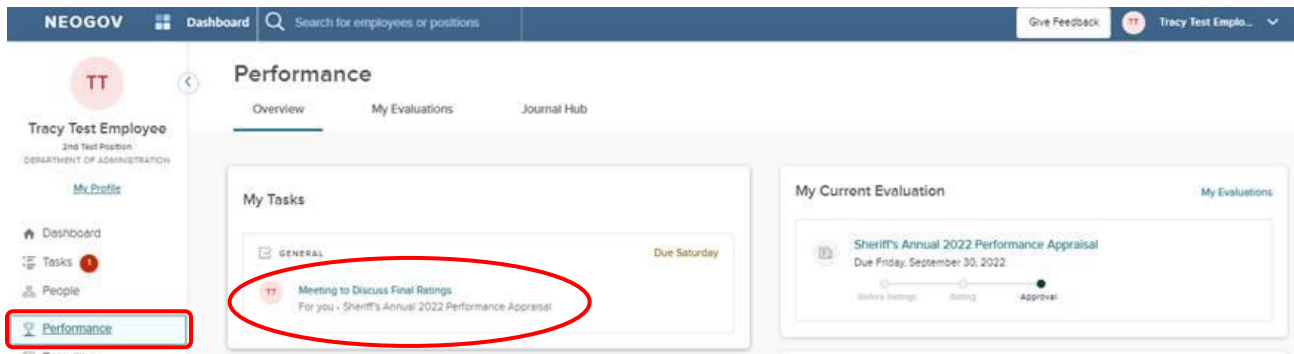 NEOGOV Dashboard Search for employees or positions Give Feedback TT Tracy Test Emplo...
TT
Tracy Test Employee
2nd Test Position
DEPARTMENT OF ADMINISTRATION
My Profile
Dashboard
Tasks 1
People
Performance
Performance
Overview My Evaluations Journal Hub
My Tasks
GENERAL Due Saturday
TT Meeting to Discuss Final Ratings
For you - Sheriff's Annual 2022 Performance Appraisal
My Current Evaluation My Evaluations
Sheriff's Annual 2022 Performance Appraisal
Due Friday, September 30, 2022
Before Ratings Rating Approval